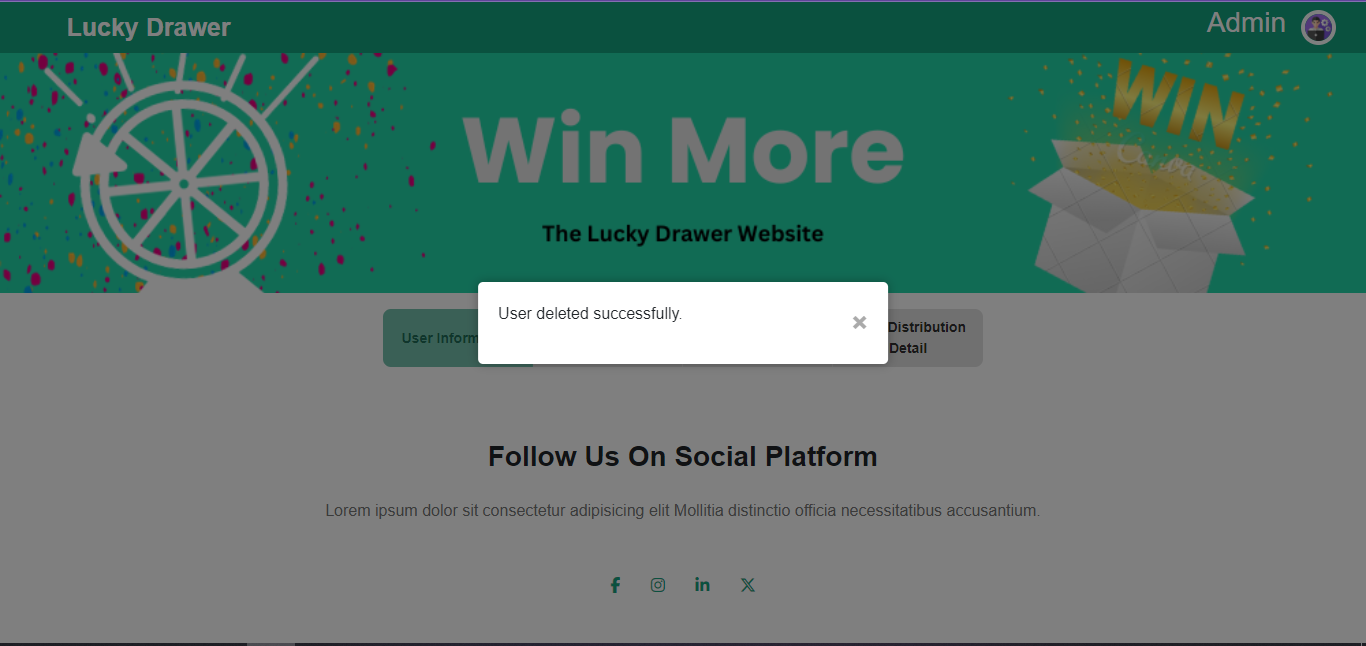 Lucky Drawer
Admin
Win More
WIN
Canva
The Lucky Drawer Website
User deleted successfully.
×
User Inform
Distribution
Detail
Follow Us On Social Platform
Lorem ipsum dolor sit consectetur adipisicing elit Mollitia distinctio officia necessitatibus accusantium.